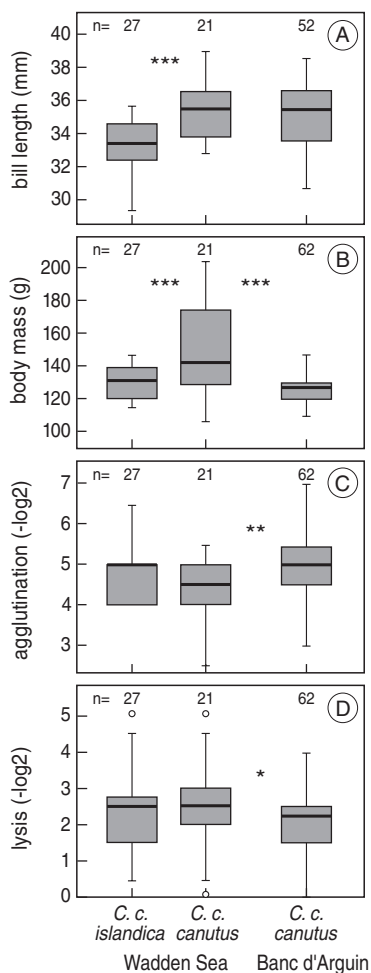 n= 27 21 52 A
***
40
38
36
34
32
30
bill length (mm)
n= 27 21 62 B
*** ***
200
180
160
140
120
100
body mass (g)
n= 27 21 62 C
**
7
6
5
4
3
agglutination (-log2)
n= 27 21 62 D
*
5
4
3
2
1
0
lysis (-log2)
C. c. C. c. C. c.
islandica canutus canutus
Wadden Sea Banc d'Arguin